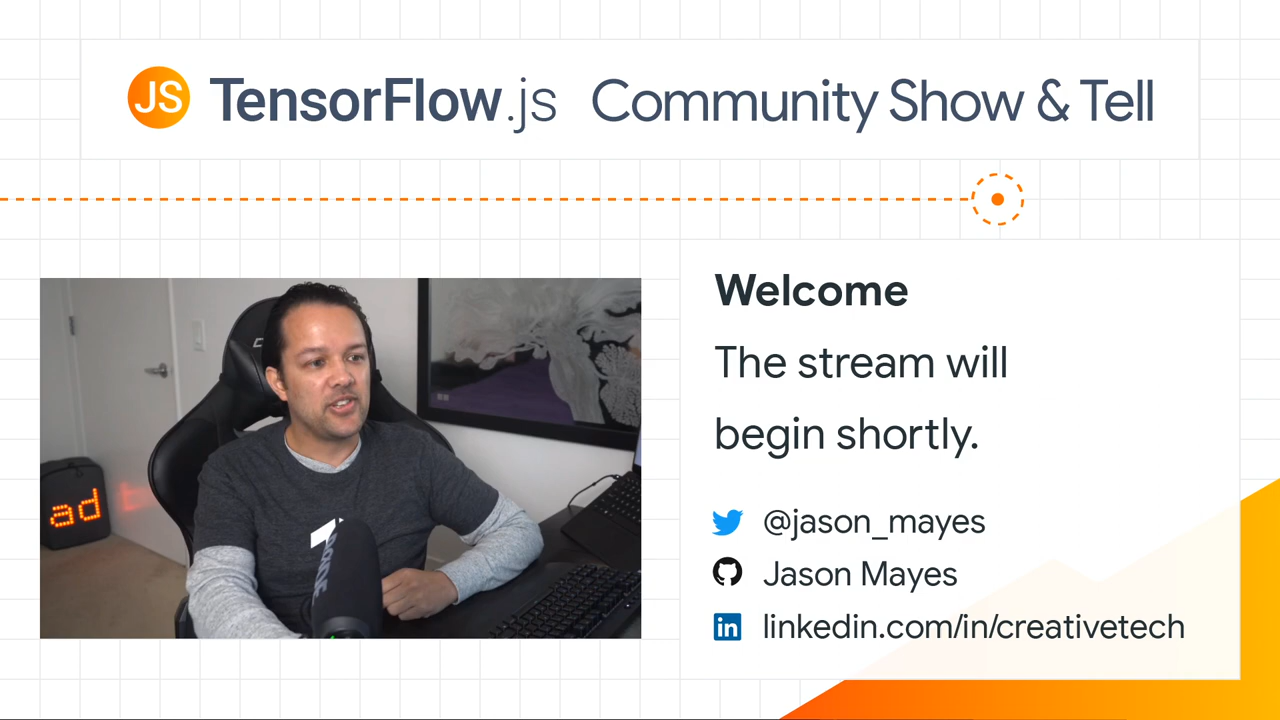 JS TensorFlow.js Community Show & Tell
Welcome
The stream will
begin shortly.
@jason_mayes
Jason Mayes
in linkedin.com/in/creativetech
ad